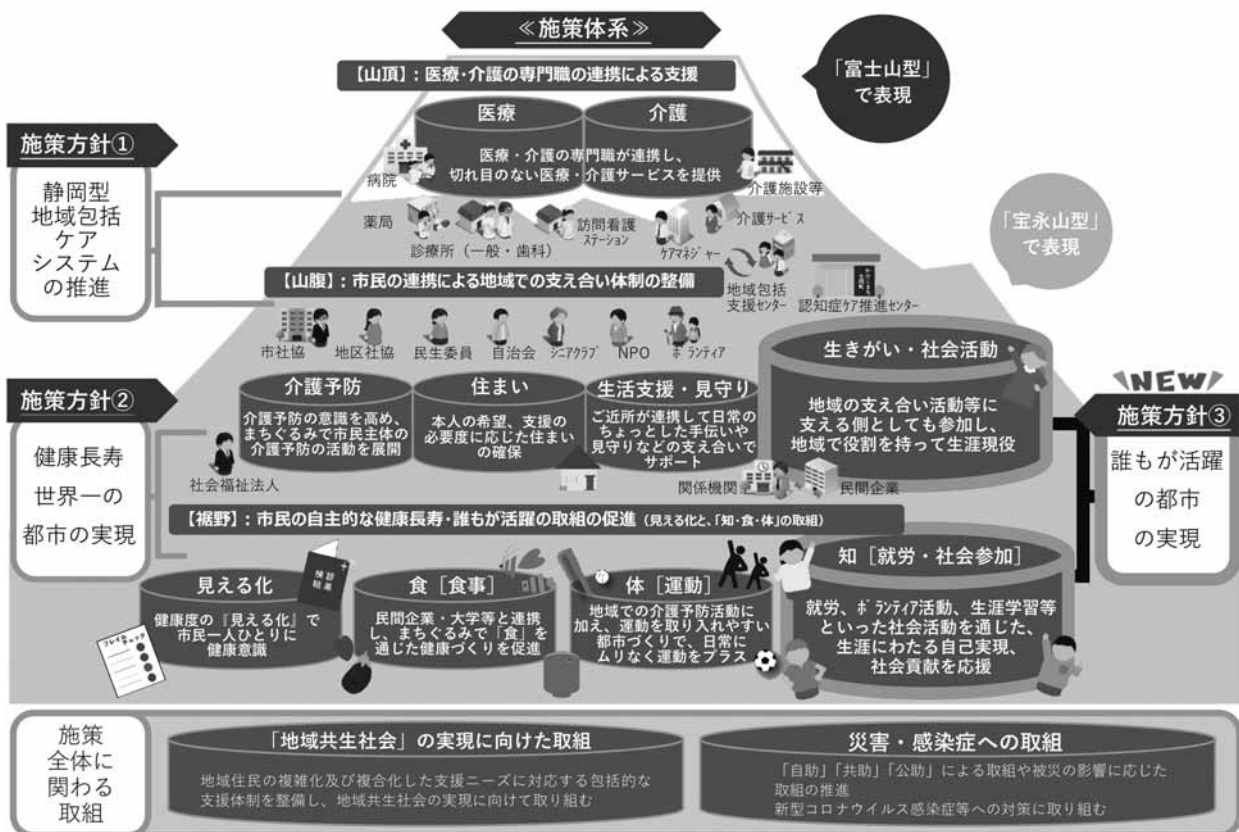 ≪施策体系≫
「富士山型」
で表現
【山頂】：医療・介護の専門職の連携による支援
医療
介護
医療・介護の専門職が連携し、
切れ目のない医療・介護サービスを提供
病院
介護施設等
薬局
診療所（一般・歯科）
訪問看護
ステーション
ケアマネジャー
介護サービス
施策方針①
静岡型
地域包括
ケア
システム
の推進
「宝永山型」
で表現
【山腹】：市民の連携による地域での支え合い体制の整備
地域包括
支援センター
認知症ケア推進センター
市社協
地区社協
民生委員
自治会
シニアクラブ
NPO
ボランティア
生きがい・社会活動
地域の支え合い活動等に
支える側としても参加し、
地域で役割を持って生涯現役
介護予防
介護予防の意識を高め、
まちぐるみで市民主体の
介護予防の活動を展開
住まい
本人の希望、支援の
必要度に応じた住まい
の確保
生活支援・見守り
ご近所が連携して日常の
ちょっとした手伝いや
見守りなどの支え合いで
サポート
社会福祉法人
関係機関
民間企業
施策方針②
健康長寿
世界一の
都市の実現
NEW
施策方針③
誰もが活躍
の都市
の実現
【裾野】：市民の自主的な健康長寿・誰もが活躍の取組の促進（見える化と、「知・食・体」の取組）
見える化
健康度の『見える化』で
市民一人ひとりに
健康意識
診断
結果
食［食事］
民間企業・大学等と連携
し、まちぐるみで「食」を
通じた健康づくりを促進
体［運動］
地域での介護予防活動に
加え、運動を取り入れやすい
都市づくりで、日常に
ムリなく運動をプラス
知［就労・社会参加］
就労、ボランティア活動、生涯学習等
といった社会活動を通じた、
生涯にわたる自己実現、
社会貢献を応援
施策
全体に
関わる
取組
「地域共生社会」の実現に向けた取組
地域住民の複雑化及び複合化した支援ニーズに対応する包括的な
支援体制を整備し、地域共生社会の実現に向けて取り組む
災害・感染症への取組
「自助」「共助」「公助」による取組や被災の影響に応じた
取組の推進
新型コロナウイルス感染症等への対策に取り組む